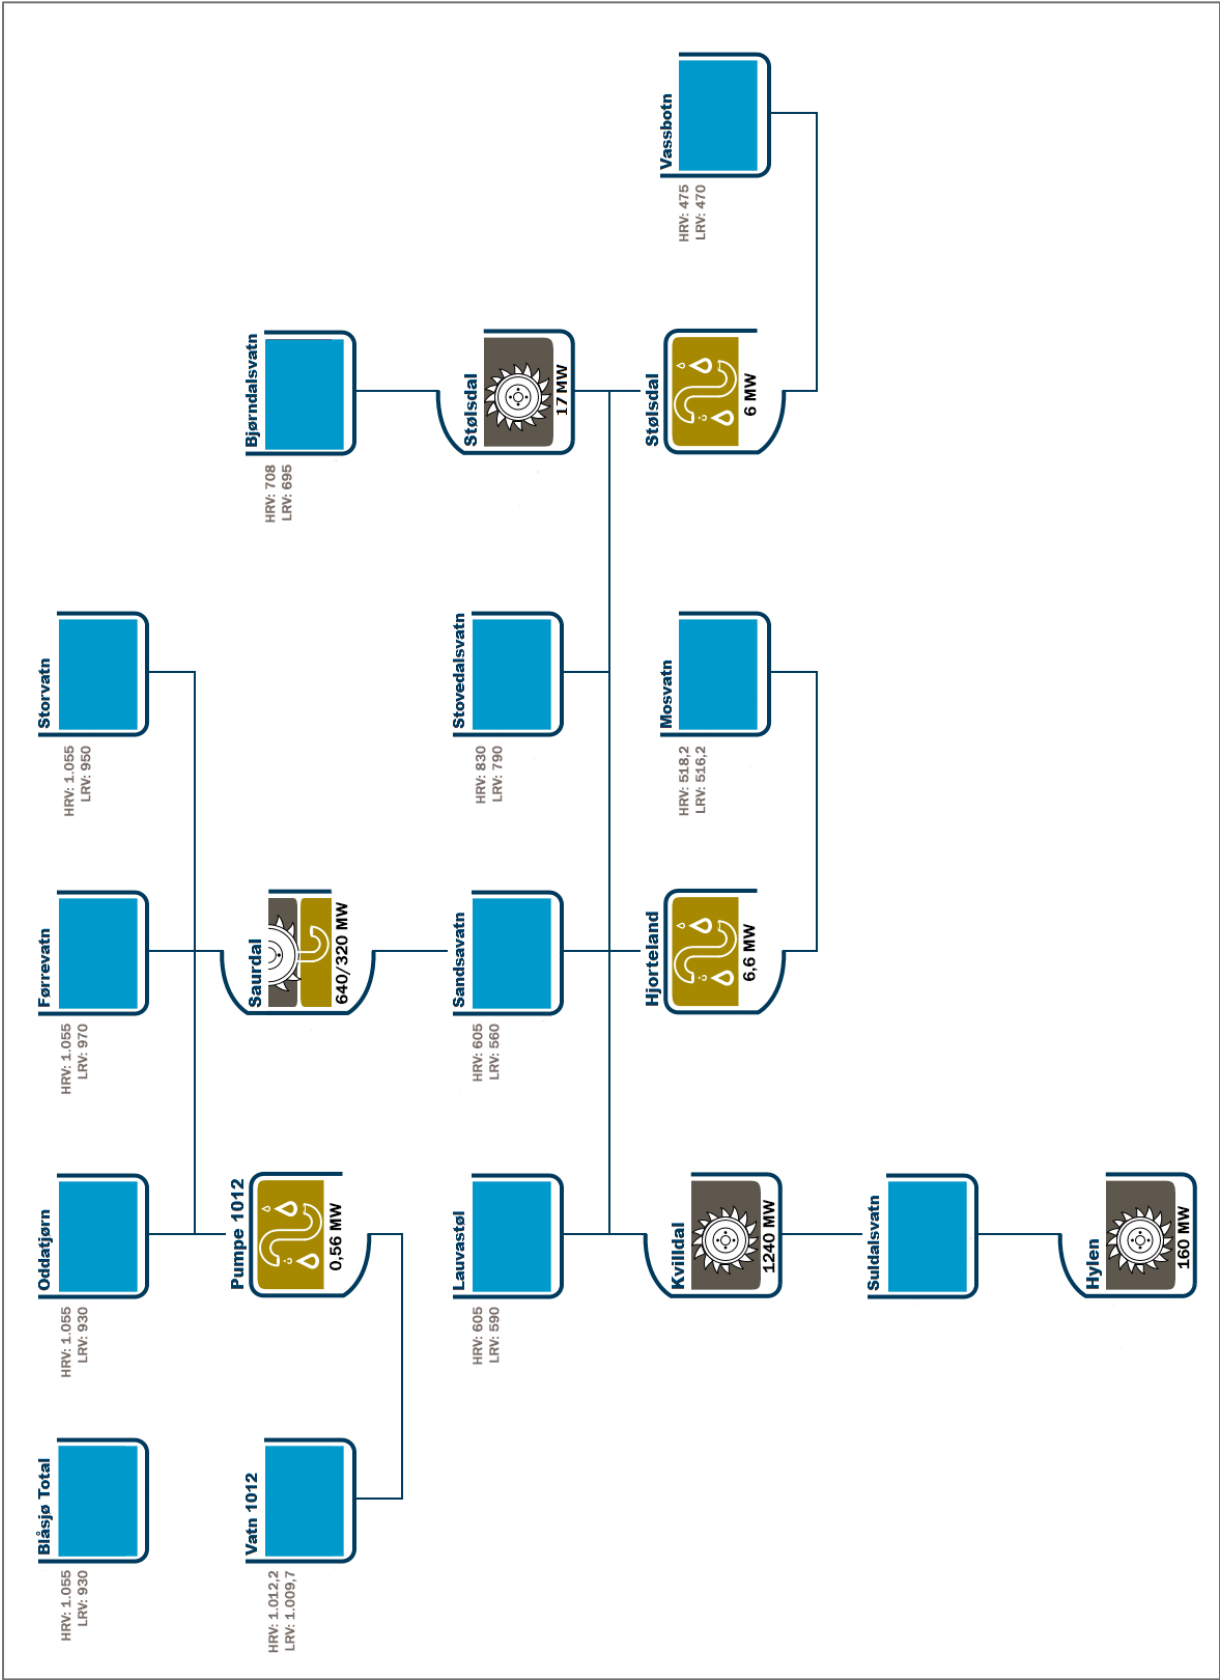 Blåsjø Total
HRV: 1.055
LRV: 930
Oddatjørn
HRV: 1.055
LRV: 930
Førrevatn
HRV: 1.055
LRV: 970
Storvatn
HRV: 1.055
LRV: 950
Vatn 1012
HRV: 1.012,2
LRV: 1.009,7
Pumpe 1012
0,56 MW
Saurdal
640/320 MW
Bjørndalsvatn
HRV: 708
LRV: 695
Lauvastøl
HRV: 605
LRV: 590
Sandsavatn
HRV: 605
LRV: 560
Stovedalsvatn
HRV: 830
LRV: 790
Stølsdal
17 MW
Kvilldal
1240 MW
Hjorteland
6,6 MW
Mosvatn
HRV: 518,2
LRV: 516,2
Stølsdal
6 MW
Vassbotn
HRV: 475
LRV: 470
Suldalsvatn
Hylen
160 MW